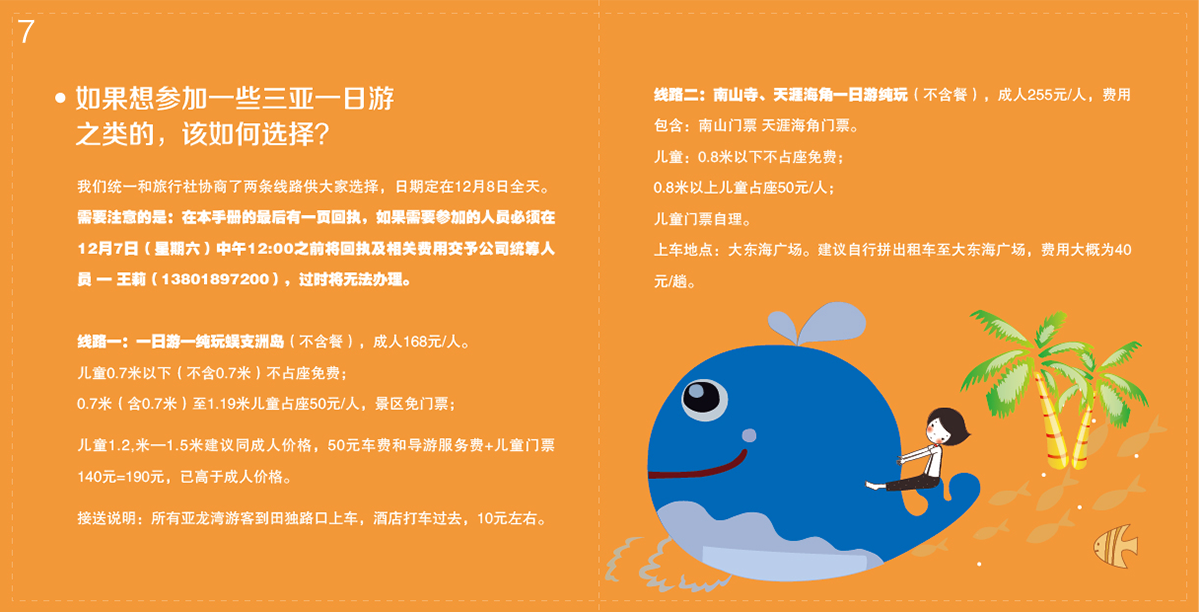 7
• 如果想参加一些三亚一日游
之类的，该如何选择？
我们统一和旅行社协商了两条线路供大家选择，日期定在12月8日全天。
需要注意的是：在本手册的最后有一页回执，如果需要参加的人员必须在
12月7日（星期六）中午12:00之前将回执及相关费用交予公司统筹人
员 — 王莉（13801897200），过时将无法办理。
线路一：一日游—纯玩蜈支洲岛（不含餐），成人168元/人。
儿童0.7米以下（不含0.7米）不占座免费；
0.7米（含0.7米）至1.19米儿童占座50元/人，景区免门票；
儿童1.2,米—1.5米建议同成人价格，50元车费和导游服务费+儿童门票
140元=190元，已高于成人价格。
接送说明：所有亚龙湾游客到田独路口上车，酒店打车过去，10元左右。
线路二：南山寺、天涯海角一日游纯玩（不含餐），成人255元/人，费用
包含：南山门票 天涯海角门票。
儿童：0.8米以下不占座免费；
0.8米以上儿童占座50元/人；
儿童门票自理。
上车地点：大东海广场。建议自行拼出租车至大东海广场，费用大概为40
元/趟。